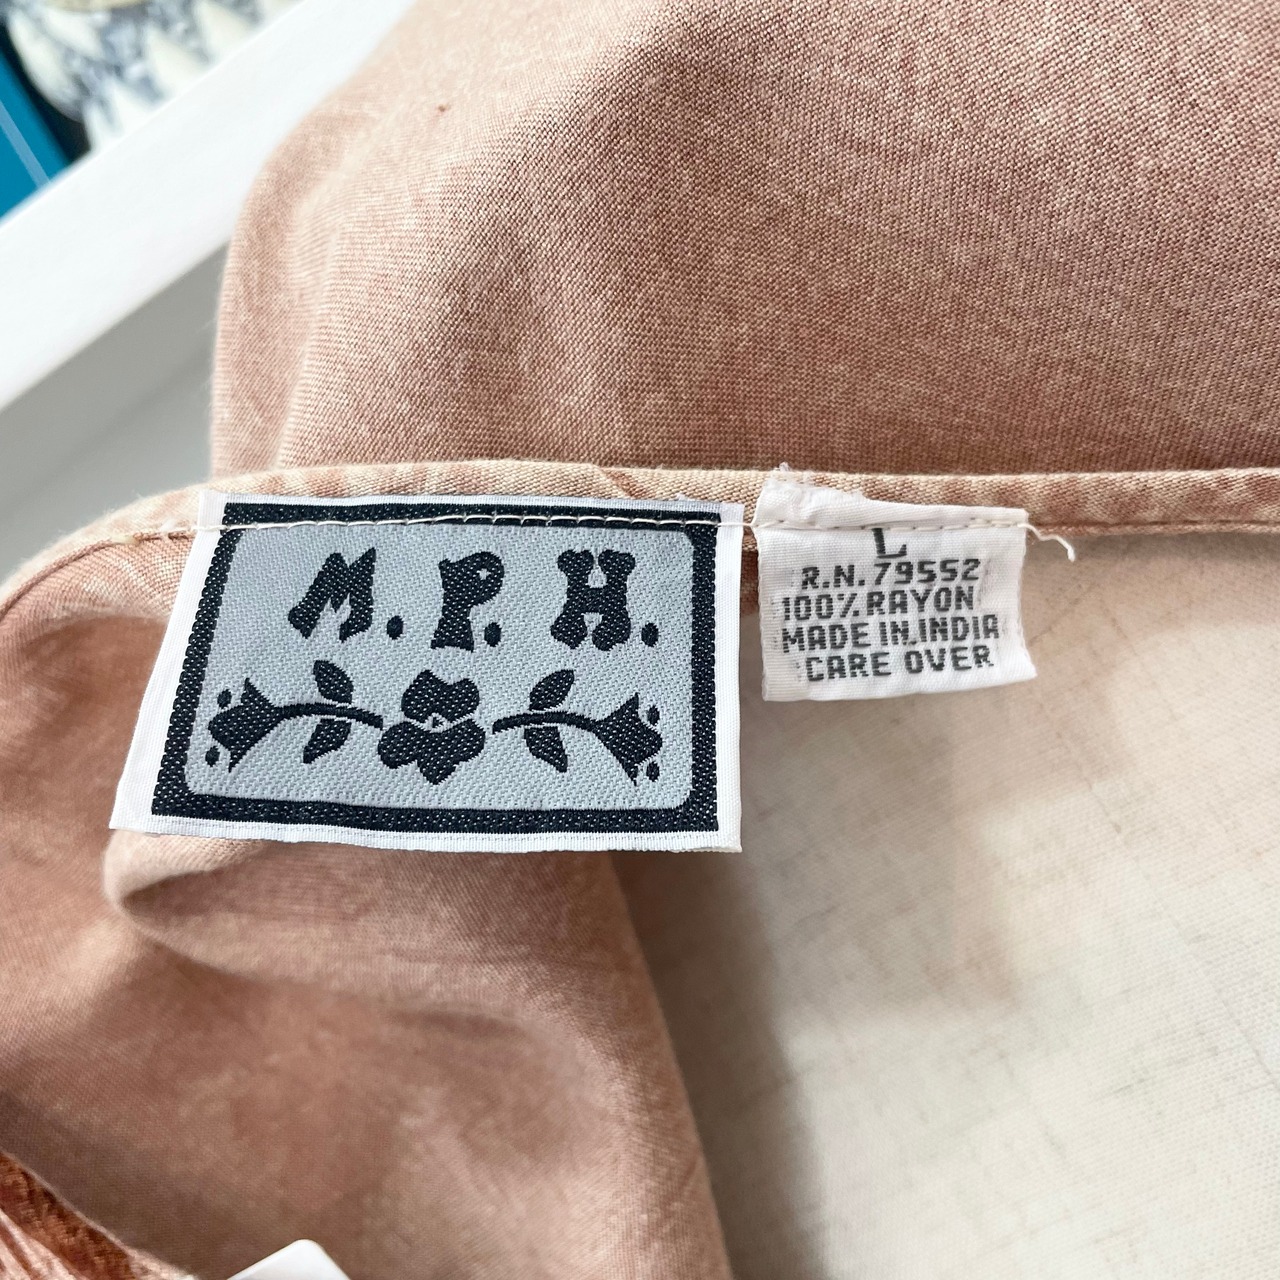 M.P.H.
L
R.N.79552
100% RAYON
MADE IN.INDIA
CARE OVER